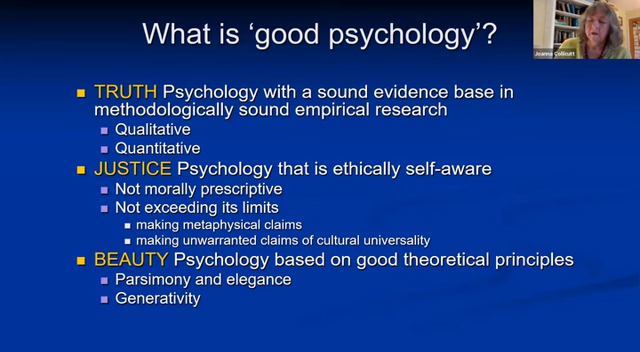 What is ‘good psychology’?
Joanna Collicutt
TRUTH Psychology with a sound evidence base in
methodologically sound empirical research
Qualitative
Quantitative
JUSTICE Psychology that is ethically self-aware
Not morally prescriptive
Not exceeding its limits
making metaphysical claims
making unwarranted claims of cultural universality
BEAUTY Psychology based on good theoretical principles
Parsimony and elegance
Generativity